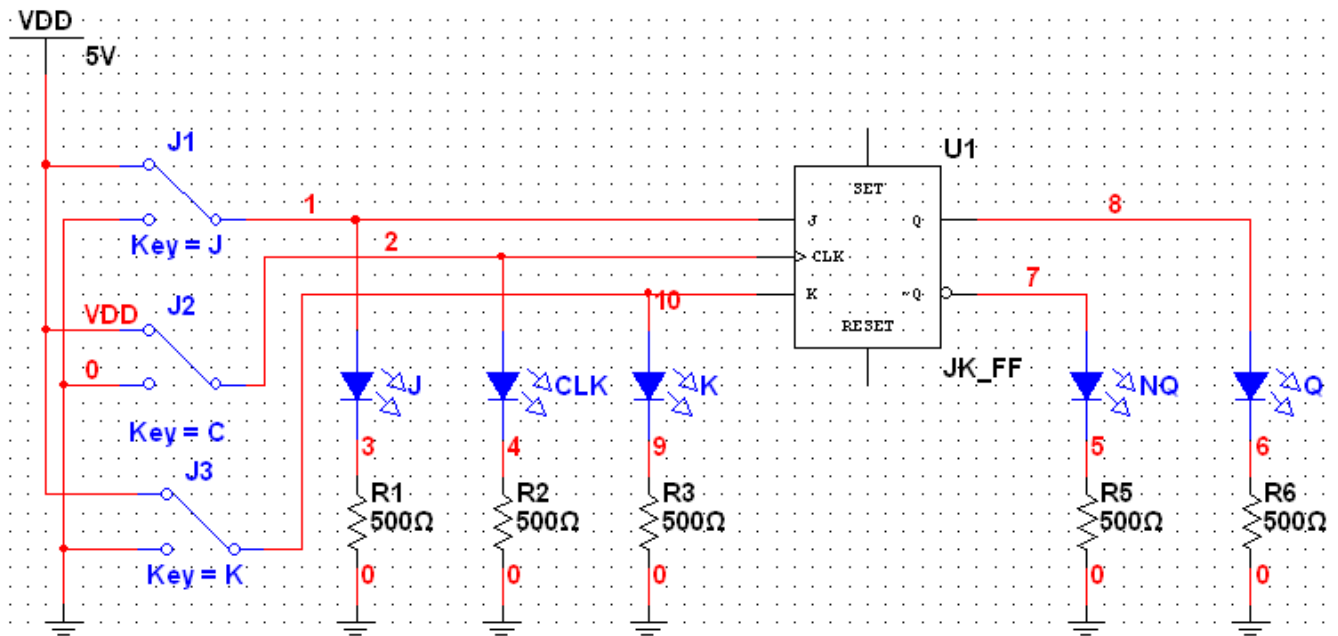 VDD
5V
J1
Key = J
1
2
VDD
J2
0
Key = C
J3
Key = K
10
U1
SET
J
Q
CLK
K
~Q
RESET
JK_FF
8
7
J
CLK
K
NQ
Q
3
4
9
5
6
R1
500Ω
R2
500Ω
R3
500Ω
R5
500Ω
R6
500Ω
0
0
0
0
0